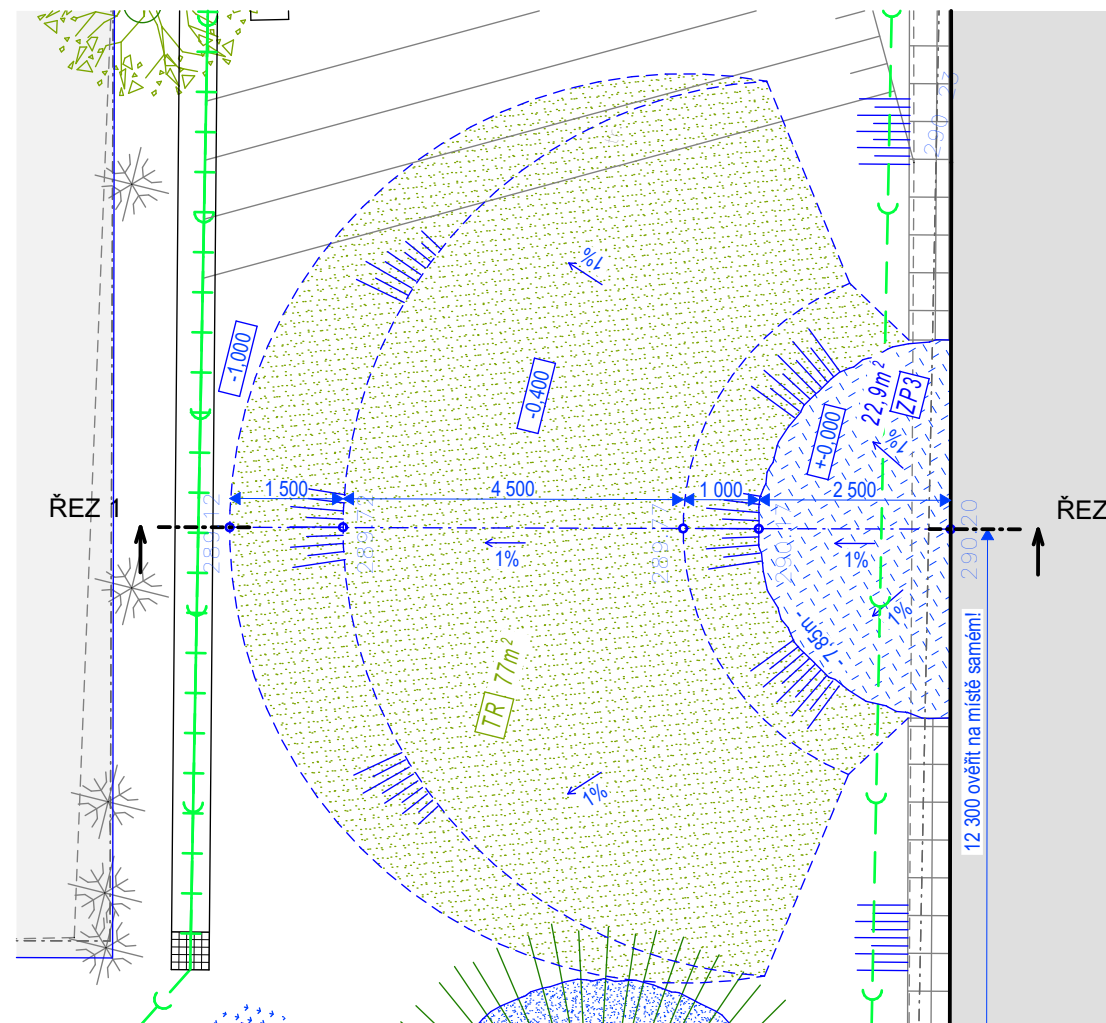 290,23
1%
-1,000
-0,400
22,9m²
ZP3
+-0,000
1%
1 500
4 500
1 000
2 500
ŘEZ 1
ŘEZ
290,20
1%
1%
1%
- 7,85m
TR 77m²
1%
12 300 ověřit na místě samém!